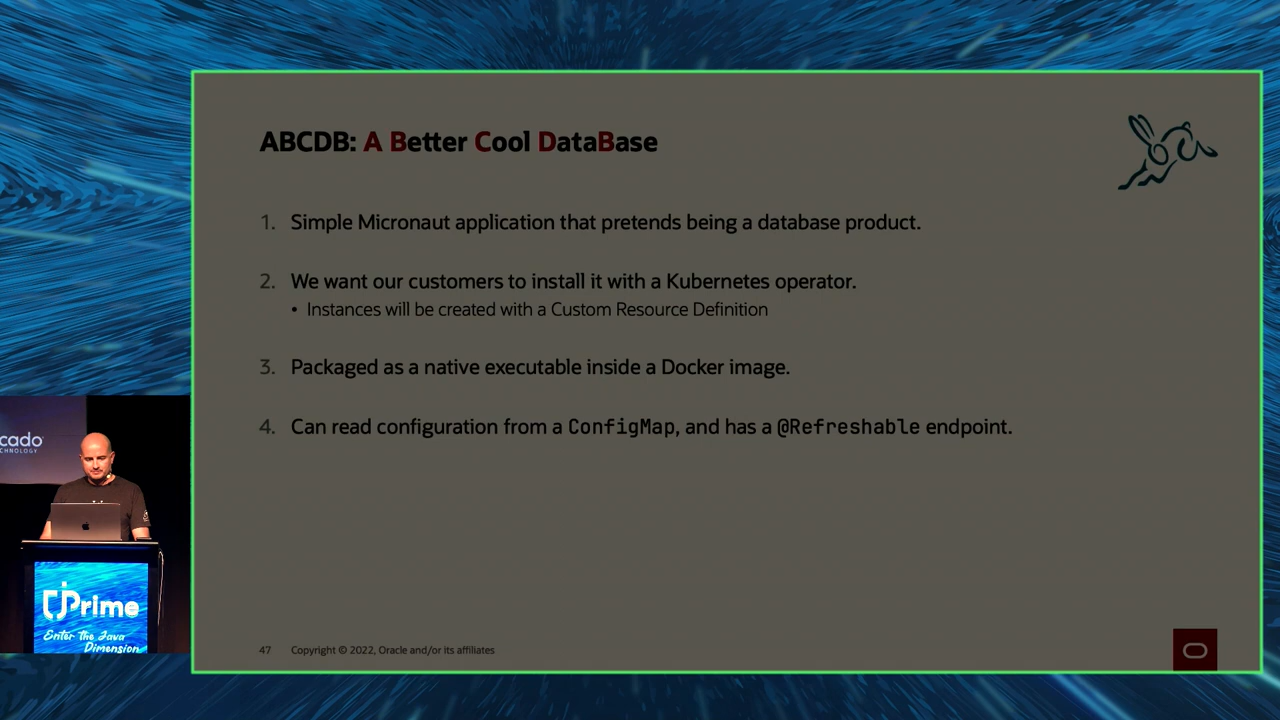 ABCDB: A Better Cool DataBase
1. Simple Micronaut application that pretends being a database product.
2. We want our customers to install it with a Kubernetes operator.
• Instances will be created with a Custom Resource Definition
3. Packaged as a native executable inside a Docker image.
4. Can read configuration from a ConfigMap, and has a @Refreshable endpoint.
47 Copyright © 2022, Oracle and/or its affiliates
cado
CHNOLOGY
jPrime
Enter The Java
Dimension